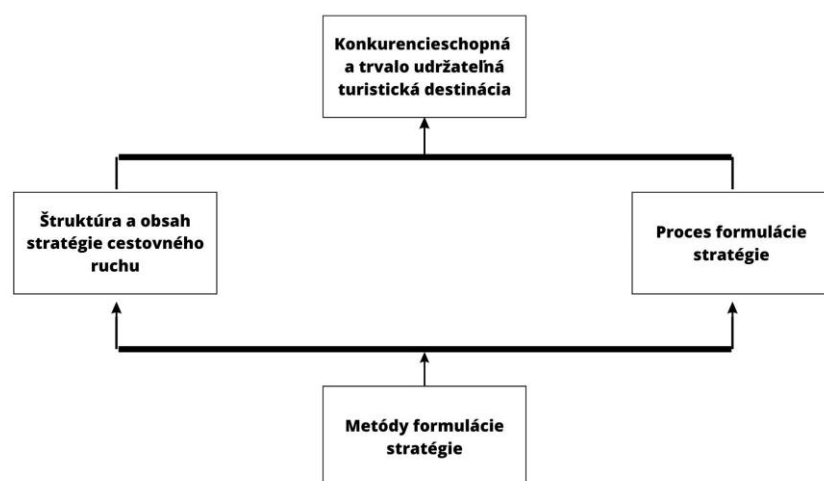 Konkurencieschopná
a trvalo udržateľná
turistická destinácia
Štruktúra a obsah
stratégie cestovného
ruchu
Proces formulácie
stratégie
Metódy formulácie
stratégie